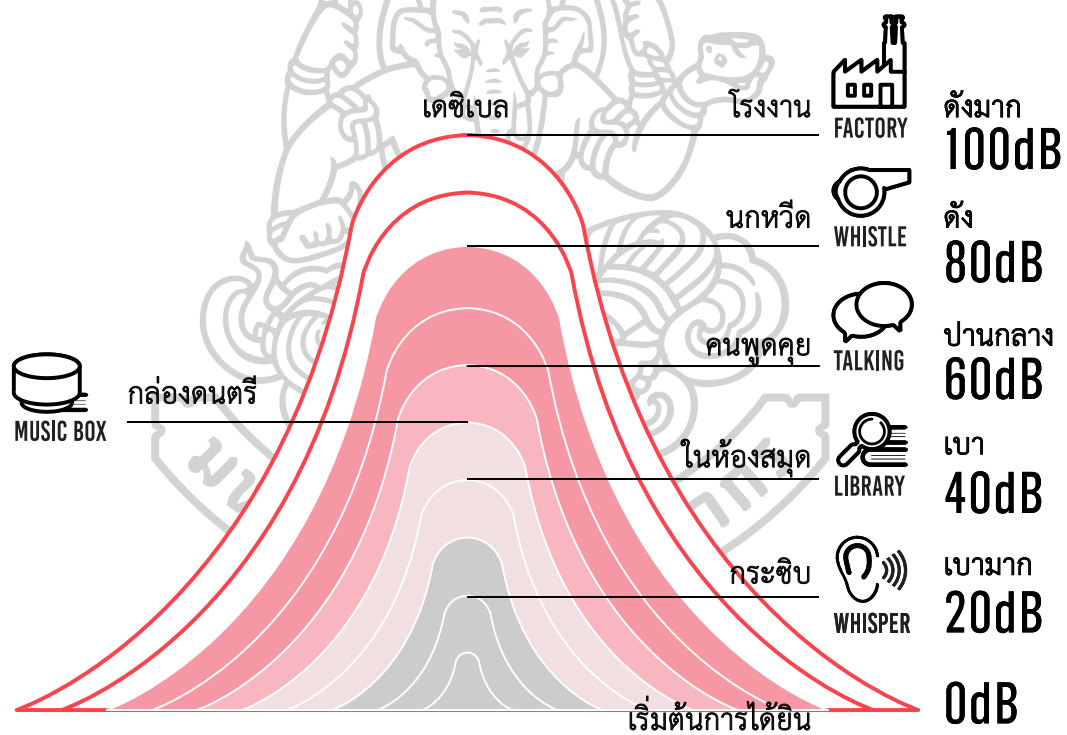 เดซิเบล
โรงงาน
FACTORY
ดังมาก
100dB
นกหวีด
WHISTLE
ดัง
80dB
คนพูดคุย
TALKING
ปานกลาง
60dB
กล่องดนตรี
MUSIC BOX
ในห้องสมุด
LIBRARY
เบา
40dB
กระซิบ
WHISPER
เบามาก
20dB
เริ่มต้นการได้ยิน
0dB